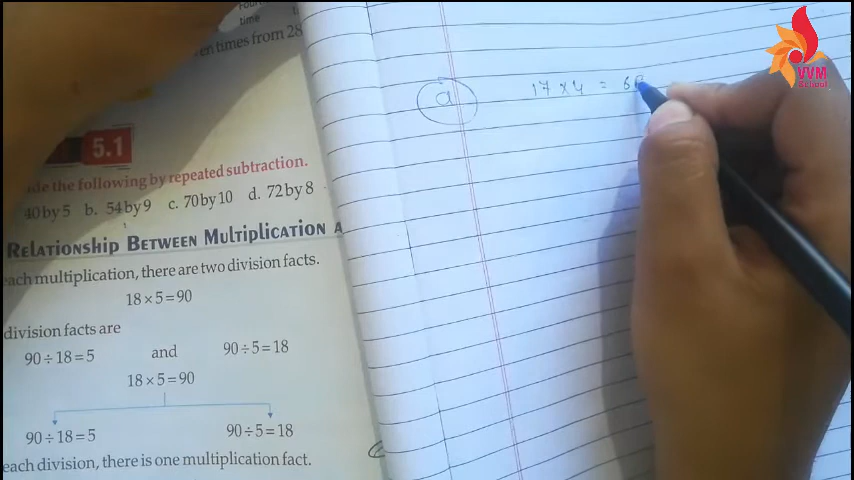 time
en times from 28
5.1
de the following by repeated subtraction.
40 by 5 b. 54 by 9 c. 70 by 10 d. 72 by 8
RELATIONSHIP BETWEEN MULTIPLICATION A
each multiplication, there are two division facts.
18 × 5 = 90
division facts are
90 ÷ 18 = 5 and 90 ÷ 5 = 18
18 × 5 = 90
90 ÷ 18 = 5 90 ÷ 5 = 18
each division, there is one multiplication fact.
a 17 × 4 = 68
VVM
School